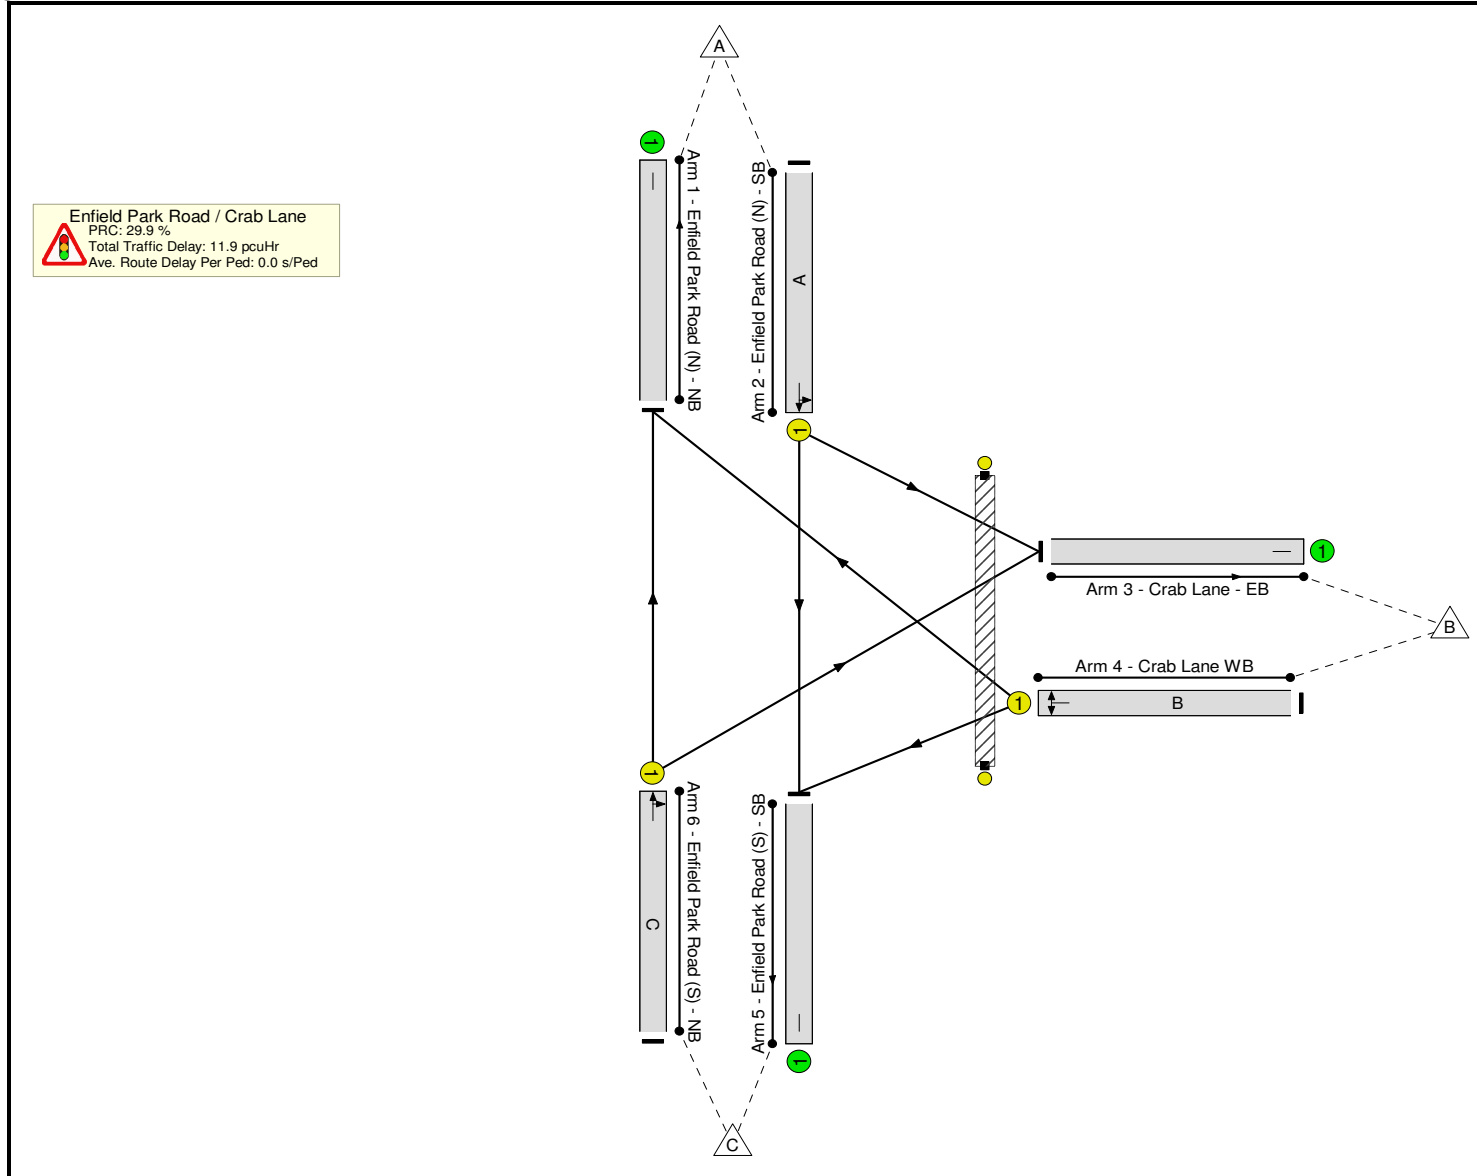 A
1
Arm 1 - Enfield Park Road (N) - NB
Arm 2 - Enfield Park Road (N) - SB
A
1
Enfield Park Road / Crab Lane
PRC: 29.9 %
Total Traffic Delay: 11.9 pcuHr
Ave. Route Delay Per Ped: 0.0 s/Ped
1
Arm 3 - Crab Lane - EB
B
Arm 4 - Crab Lane WB
1
B
1
Arm 6 - Enfield Park Road (S) - NB
Arm 5 - Enfield Park Road (S) - SB
C
1
C